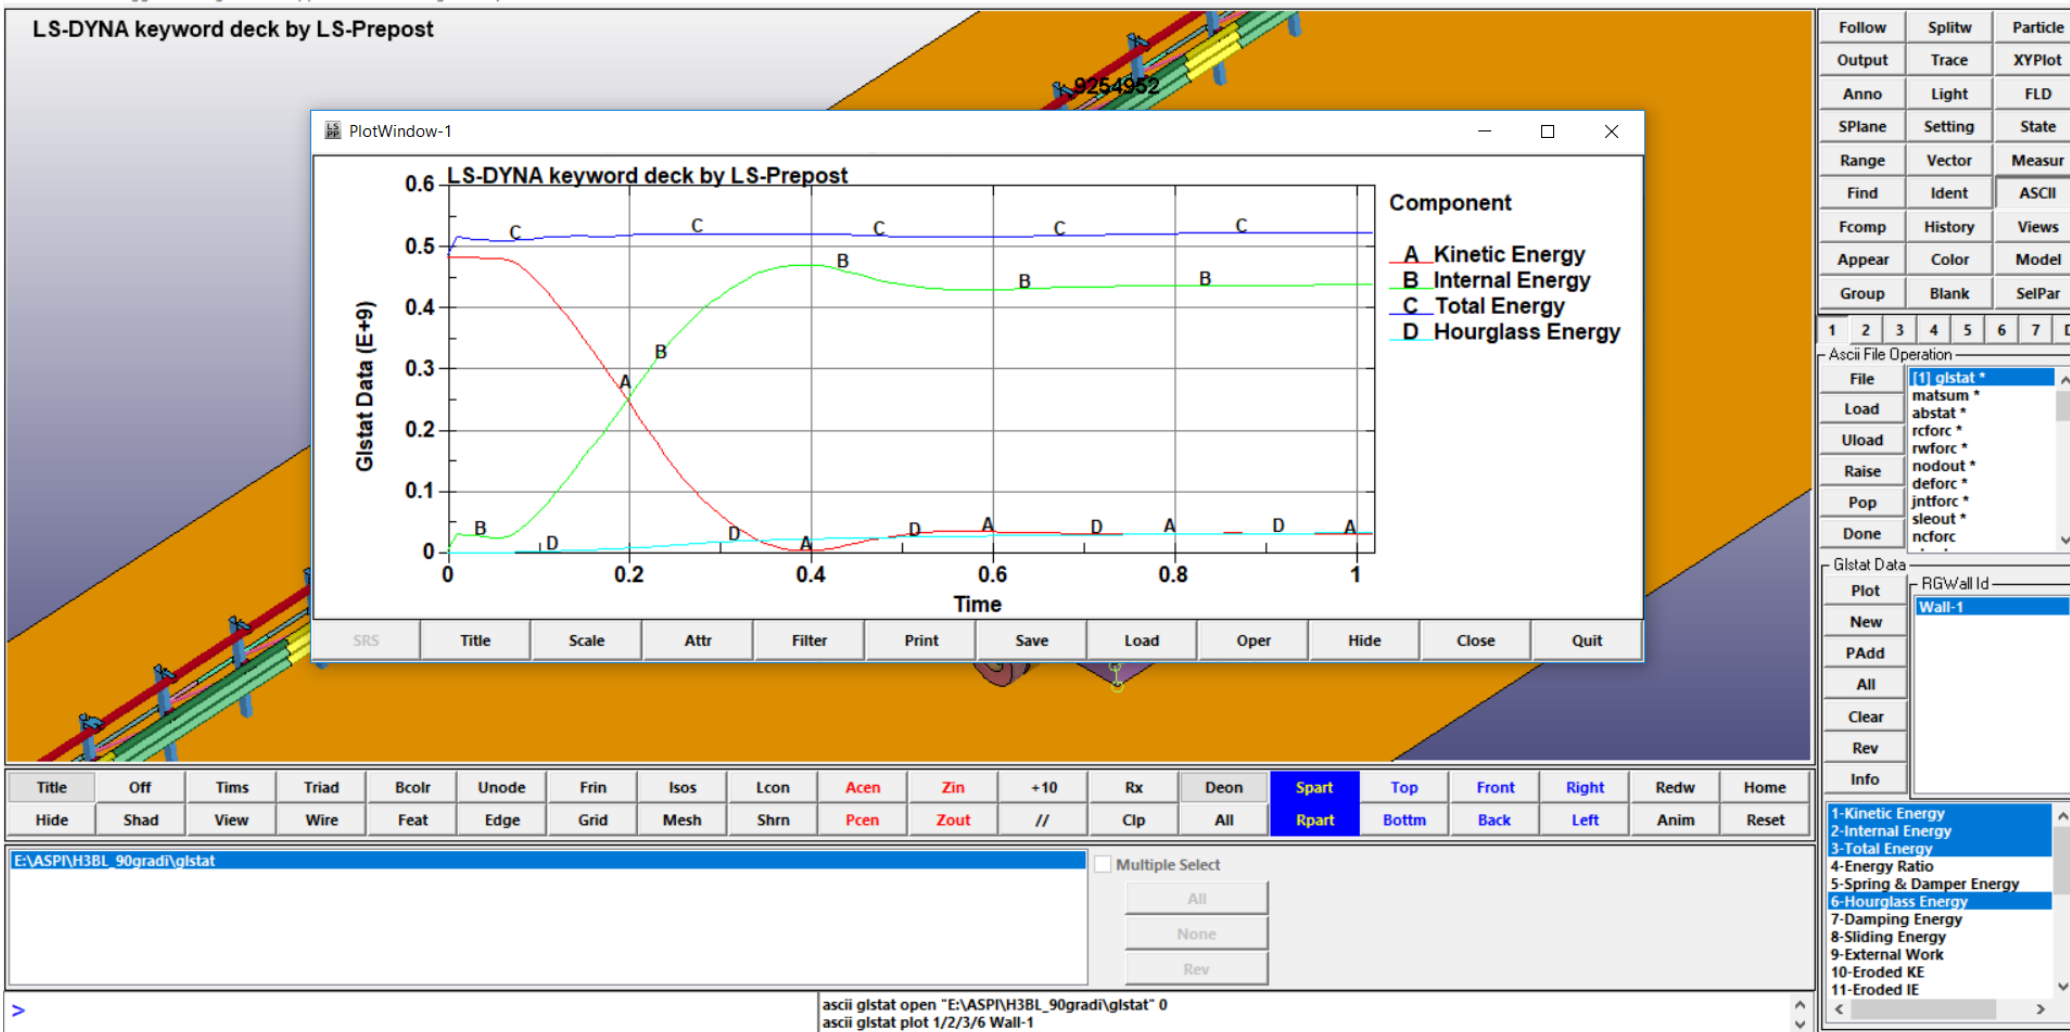 LS-DYNA keyword deck by LS-Prepost
9254952
PlotWindow-1
LS-DYNA keyword deck by LS-Prepost
0.6
0.5
0.4
0.3
0.2
0.1
0
Glstat Data (E+9)
C C C C C
B B B B B
A A A A A
D D D D D
0 0.2 0.4 0.6 0.8 1
Time
Component
A Kinetic Energy
B Internal Energy
C Total Energy
D Hourglass Energy
SRS Title Scale Attr Filter Print Save Load Oper Hide Close Quit
Follow Splitw Particle
Output Trace XYPlot
Anno Light FLD
SPlane Setting State
Range Vector Measur
Find Ident ASCII
Fcomp History Views
Appear Color Model
Group Blank SelPar
1 2 3 4 5 6 7 D
Ascii File Operation
File
Load
Uload
Raise
Pop
Done
[1] glstat *
matsum *
abstat *
rcforc *
rwforc *
nodout *
deforc *
jntforc *
sleout *
ncforc
Glstat Data
Plot
New
PAdd
All
Clear
Rev
Info
RGWall Id
Wall-1
1-Kinetic Energy
2-Internal Energy
3-Total Energy
4-Energy Ratio
5-Spring & Damper Energy
6-Hourglass Energy
7-Damping Energy
8-Sliding Energy
9-External Work
10-Eroded KE
11-Eroded IE
Title Off Tims Triad Bcolr Unode Frin Isos Lcon Acen Zin +10 Rx Deon Spart Top Front Right Redw Home
Hide Shad View Wire Feat Edge Grid Mesh Shrn Pcen Zout // Clp All Rpart Bottm Back Left Anim Reset
E:\ASPI\H3BL_90gradi\glstat
Multiple Select
All
None
Rev
>
ascii glstat open "E:\ASPI\H3BL_90gradi\glstat" 0
ascii glstat plot 1/2/3/6 Wall-1